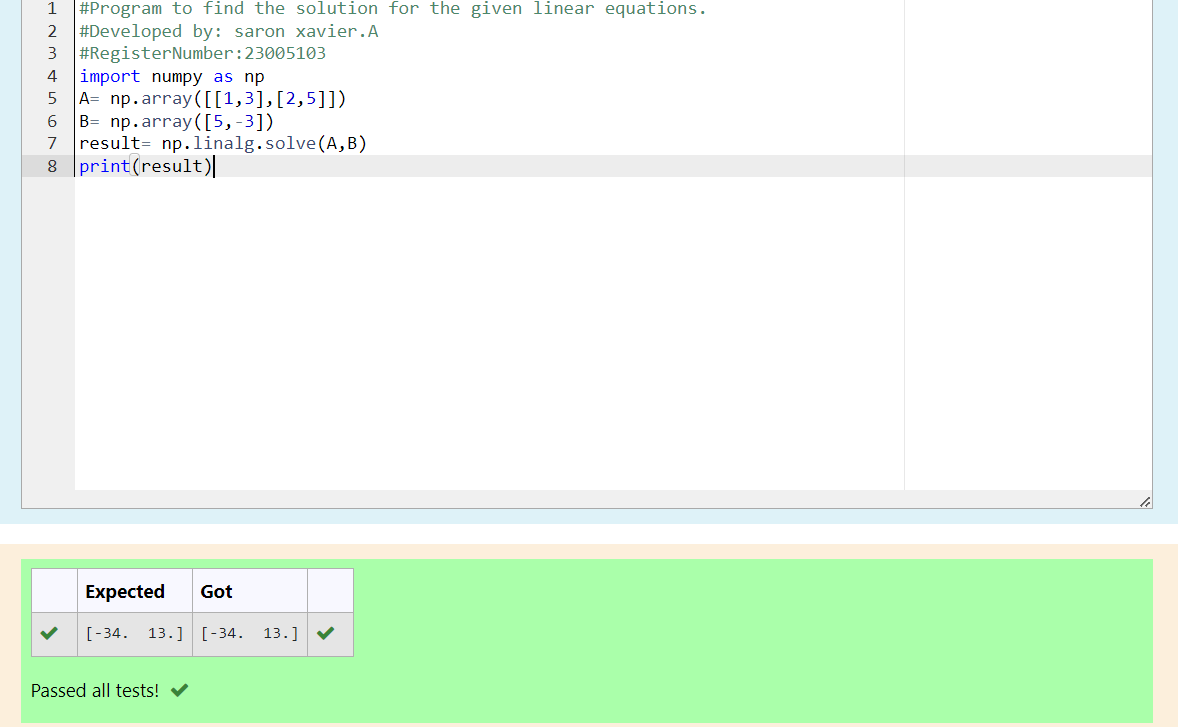 1 #Program to find the solution for the given linear equations.
2 #Developed by: saron xavier.A
3 #RegisterNumber:23005103
4 import numpy as np
5 A= np.array([[1,3],[2,5]])
6 B= np.array([5,-3])
7 result= np.linalg.solve(A,B)
8 print(result)
Expected Got
[-34.  13.] [-34.  13.]
Passed all tests!